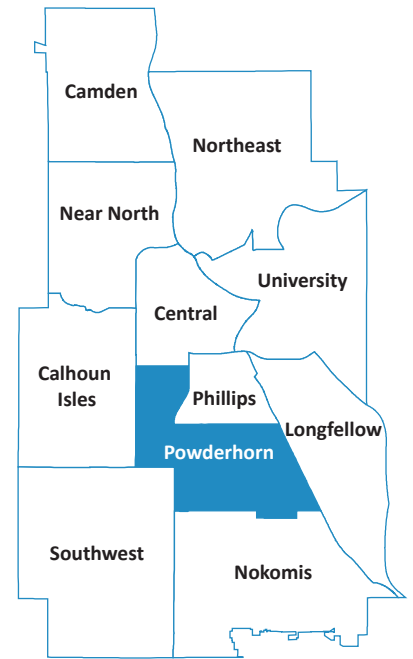 Camden
Northeast
Near North
University
Central
Calhoun
Isles
Phillips
Longfellow
Powderhorn
Southwest
Nokomis